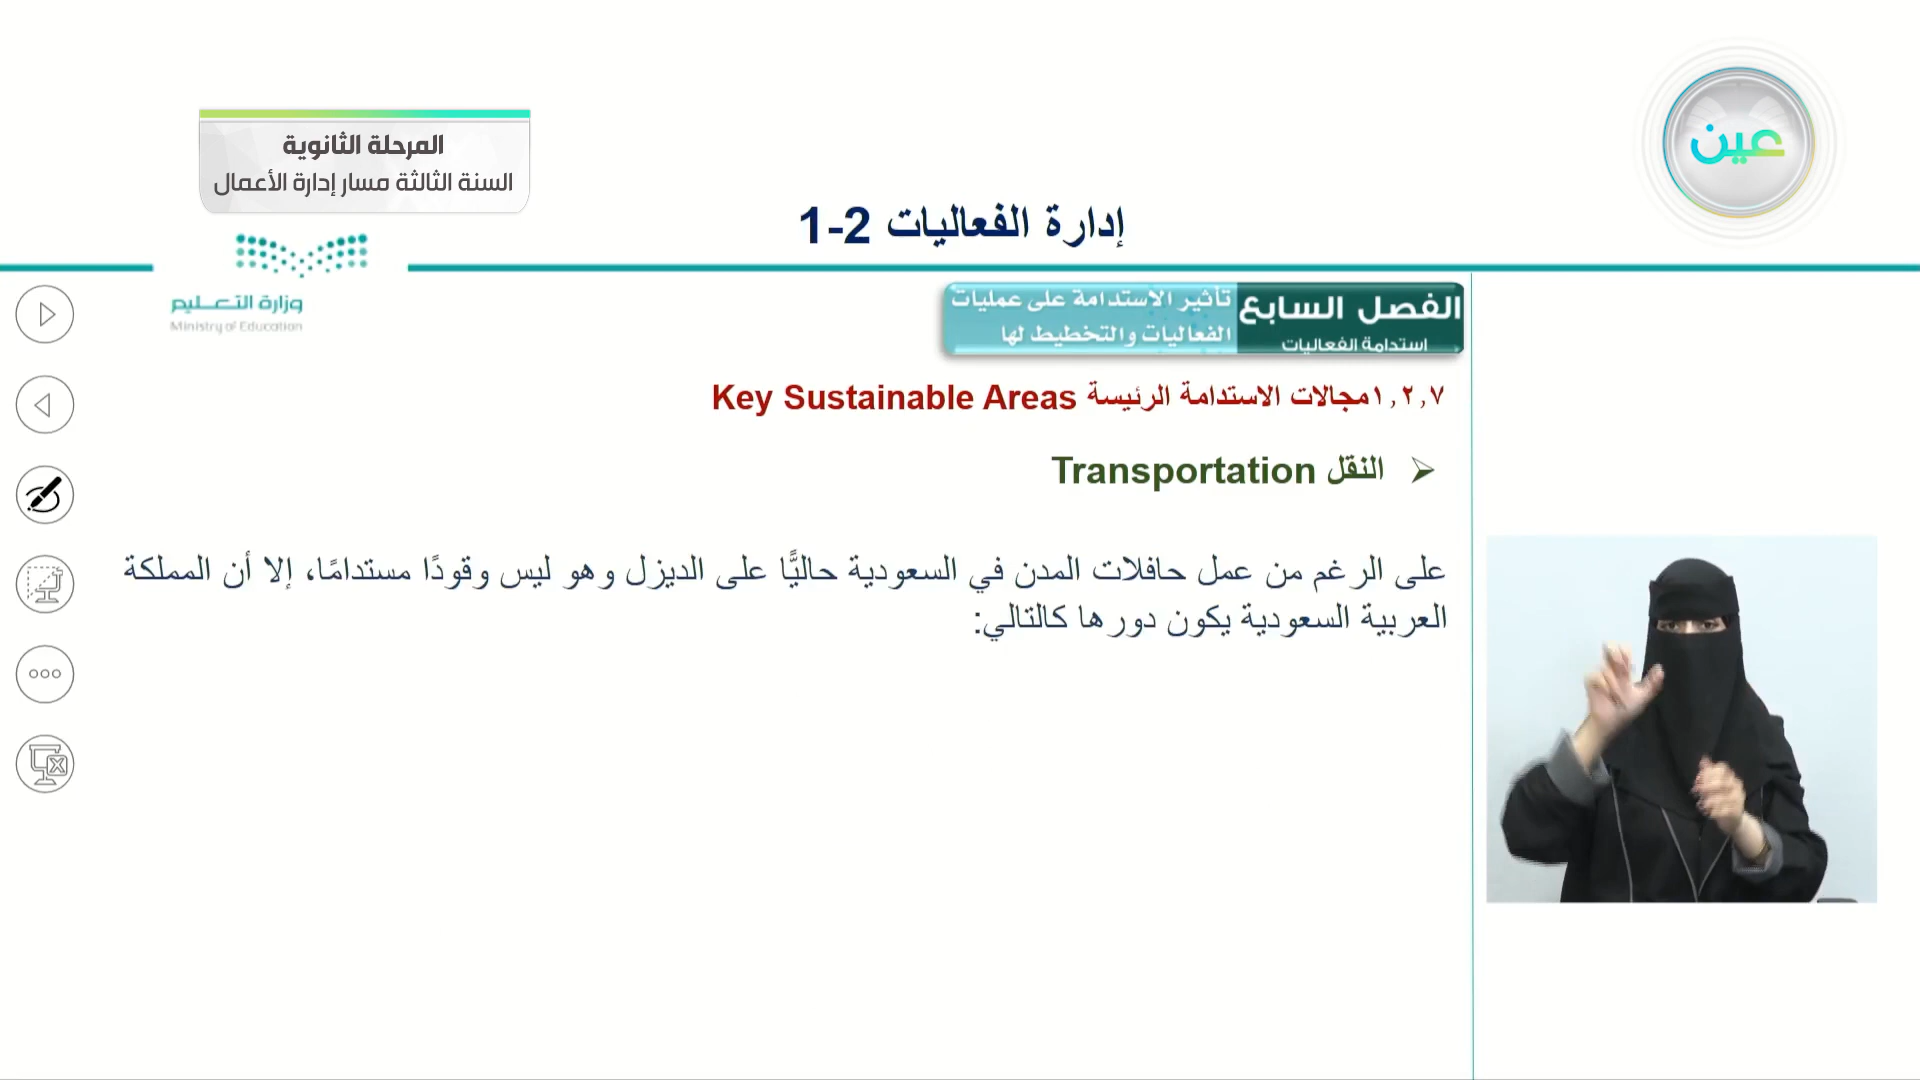 عين
المرحلة الثانوية
السنة الثالثة مسار إدارة الأعمال
إدارة الفعاليات 2-1
وزارة التعليم
Ministry of Education
الفصل السابع
استدامة الفعاليات
تأثير الاستدامة على عمليات
الفعاليات والتخطيط لها
١,٢,٧مجالات الاستدامة الرئيسة Key Sustainable Areas
النقل Transportation
على الرغم من عمل حافلات المدن في السعودية حاليًّا على الديزل وهو ليس وقودًا مستدامًا، إلا أن المملكة
العربية السعودية يكون دورها كالتالي: